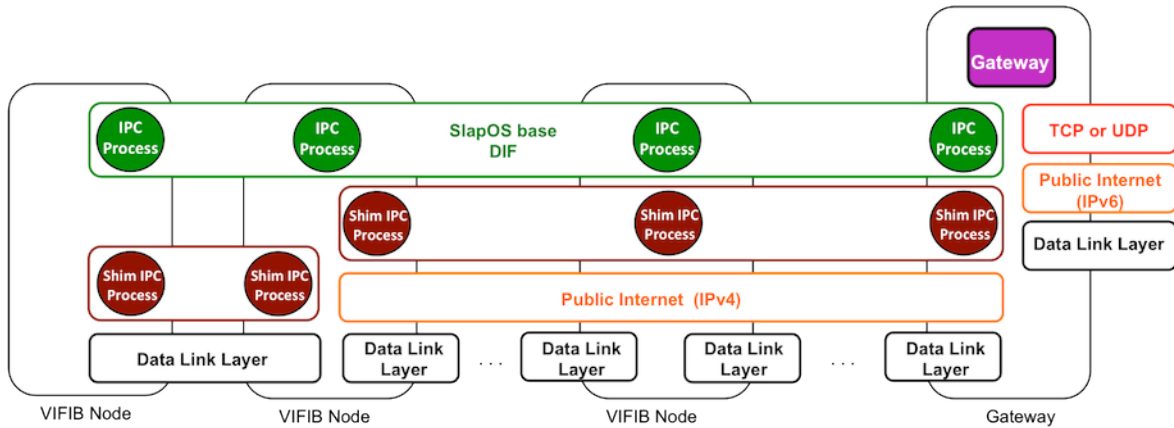 Gateway
IPC
Process
IPC
Process
SlapOS base
DIF
IPC
Process
IPC
Process
TCP or UDP
Public Internet
(IPv6)
Data Link Layer
Shim IPC
Process
Shim IPC
Process
Shim IPC
Process
Shim IPC
Process
Shim IPC
Process
Public Internet (IPv4)
Data Link Layer
Data Link
Layer
. . .
Data Link
Layer
Data Link
Layer
. . .
Data Link
Layer
VIFIB Node
VIFIB Node
VIFIB Node
Gateway